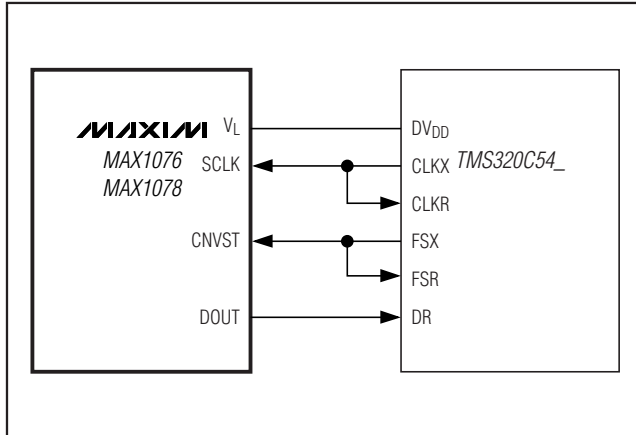 MAXIM
MAX1076
MAX1078
VL
SCLK
CNVST
DOUT
DVDD
CLKX
CLKR
FSX
FSR
DR
TMS320C54_